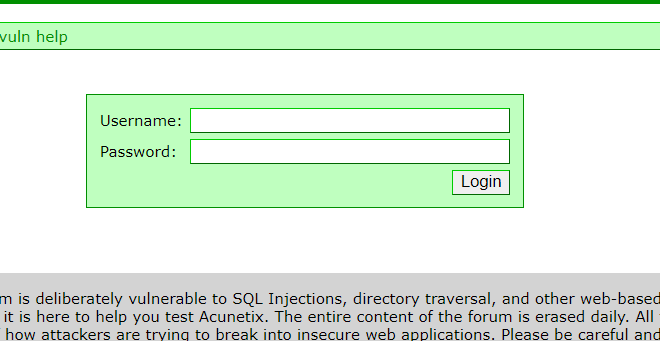 vuln help
Username:
Password:
Login
is deliberately vulnerable to SQL Injections, directory traversal, and other web-based
it is here to help you test Acunetix. The entire content of the forum is erased daily. All
how attackers are trying to break into insecure web applications. Please be careful and